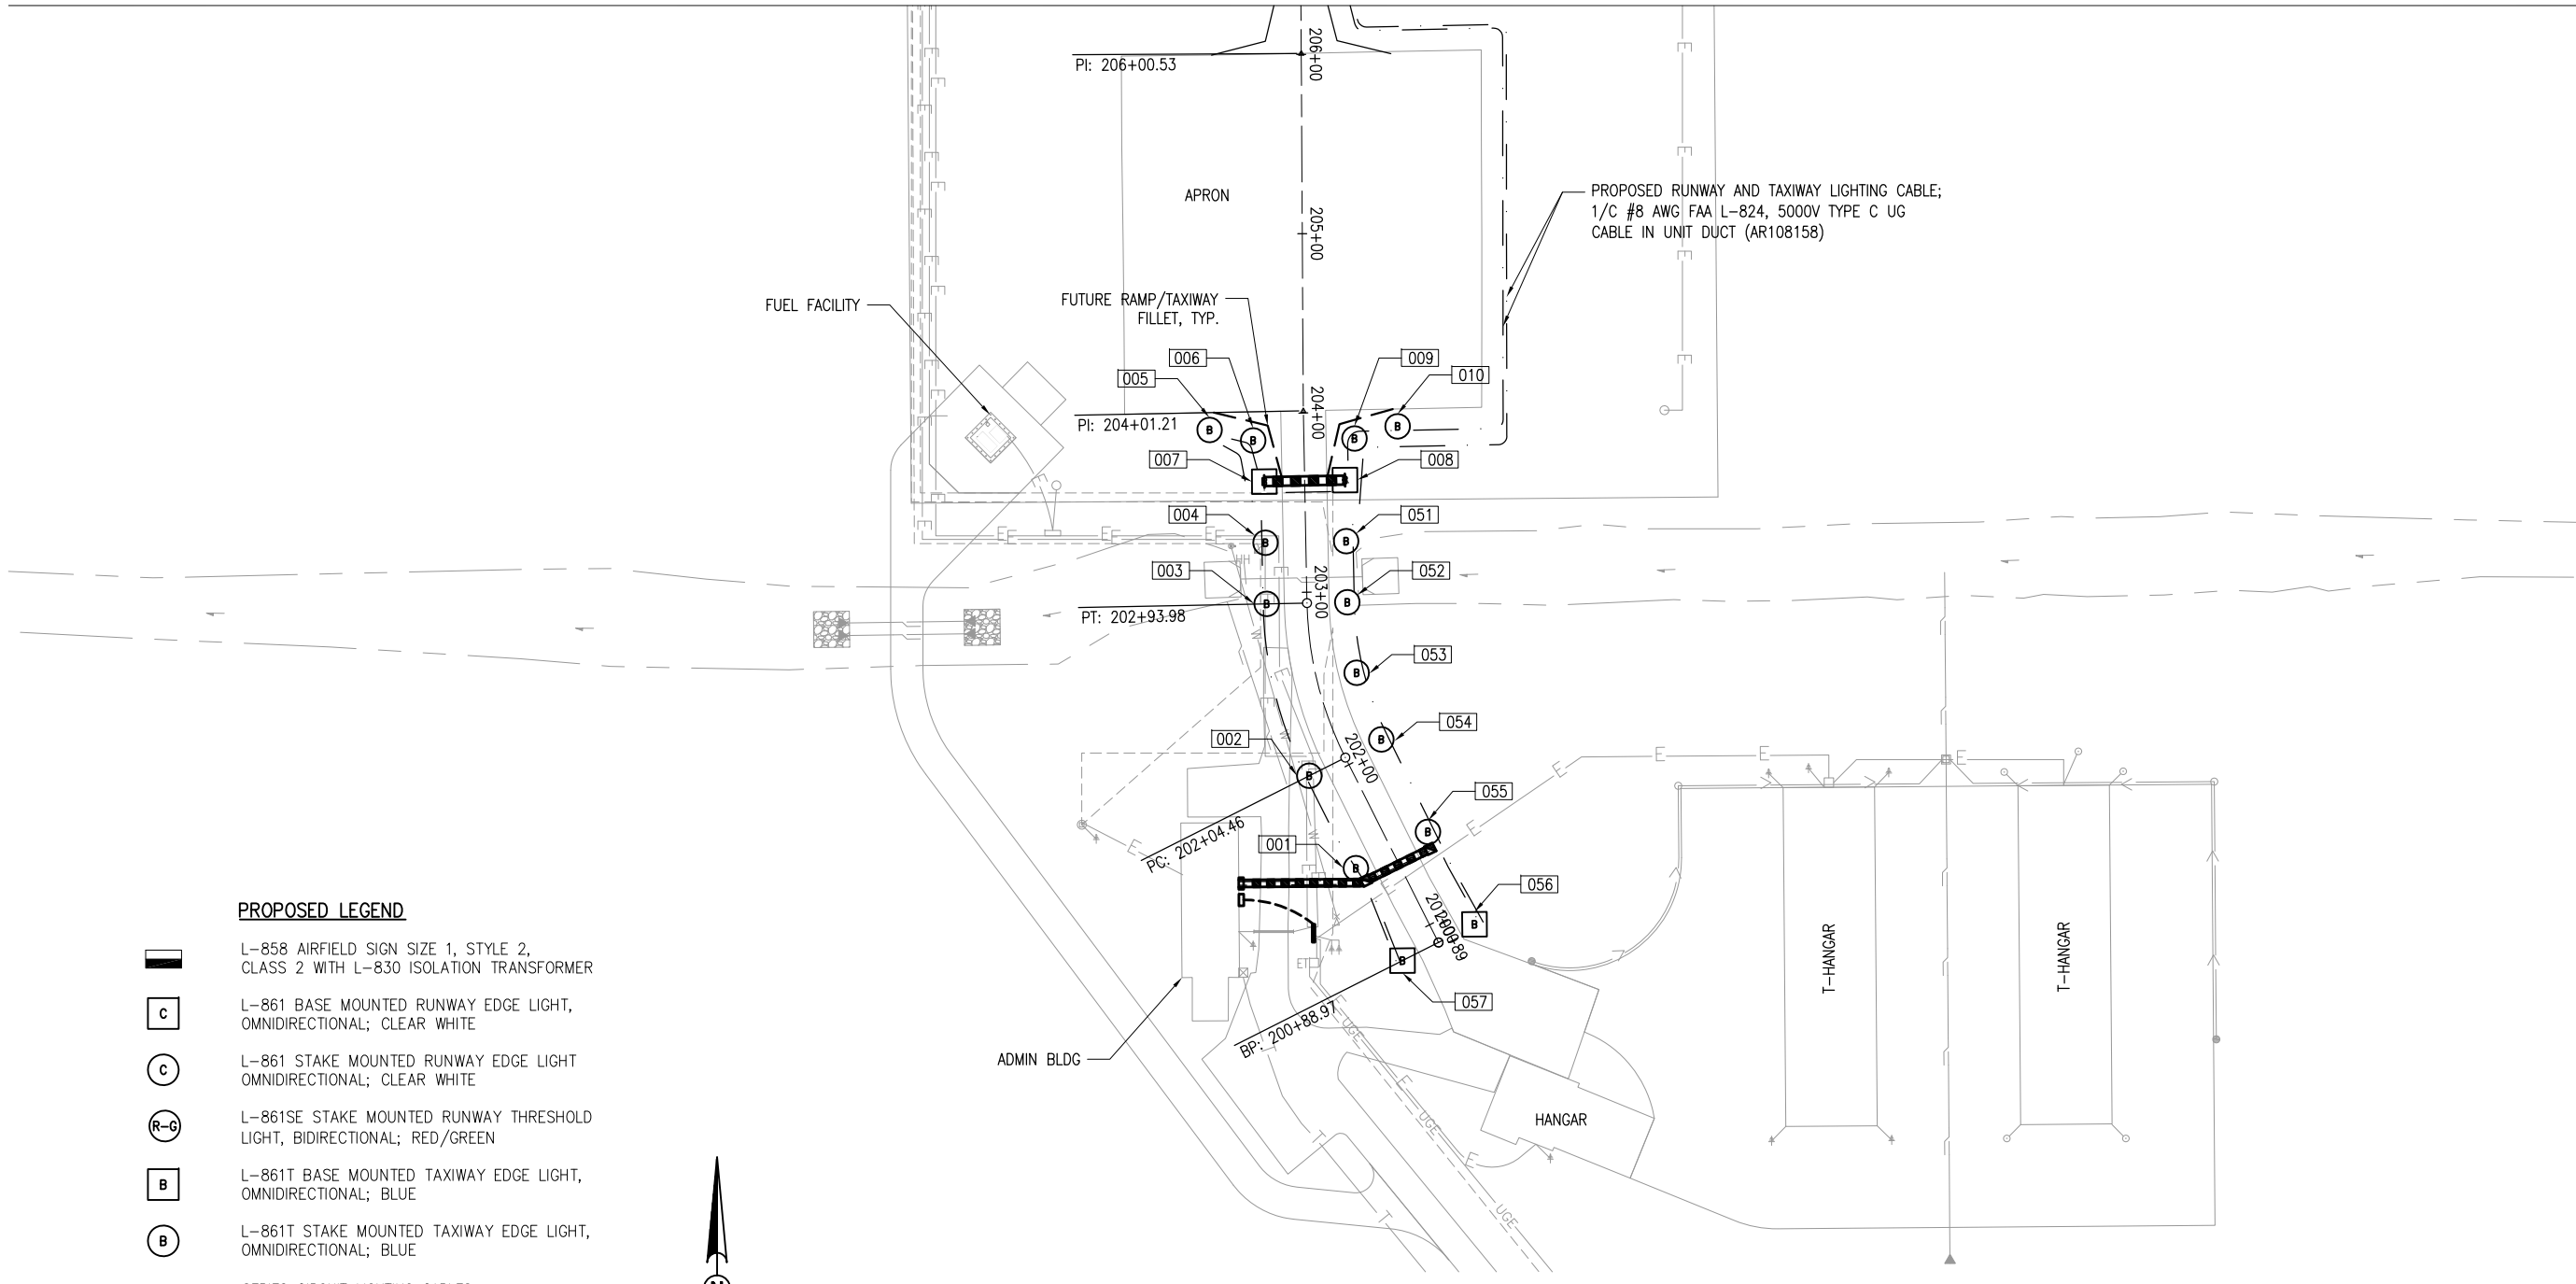 206+00
PI: 206+00.53
APRON
205+00
PROPOSED RUNWAY AND TAXIWAY LIGHTING CABLE;
1/C #8 AWG FAA L-824, 5000V TYPE C UG
CABLE IN UNIT DUCT (AR108158)
FUEL FACILITY
FUTURE RAMP/TAXIWAY
FILLET, TYP.
006
009
005
010
204+00
PI: 204+01.21
B
B
B
B
007
008
004
051
B
B
E
E
E
HH
003
052
203+00
B
B
PT: 202+93.98
W
053
B
E
002
054
B
W
202+00
B
E
E
E
E
055
B
E
PC: 202+04.46
001
W
B
E
E
056
B
B
057
ET
BP: 200+88.97
ADMIN BLDG
UGE
E
UGE
E
UGE
T
T
HANGAR
T-HANGAR
T-HANGAR
PROPOSED LEGEND
L-858 AIRFIELD SIGN SIZE 1, STYLE 2,
CLASS 2 WITH L-830 ISOLATION TRANSFORMER
C
L-861 BASE MOUNTED RUNWAY EDGE LIGHT,
OMNIDIRECTIONAL; CLEAR WHITE
C
L-861 STAKE MOUNTED RUNWAY EDGE LIGHT
OMNIDIRECTIONAL; CLEAR WHITE
R-G
L-861SE STAKE MOUNTED RUNWAY THRESHOLD
LIGHT, BIDIRECTIONAL; RED/GREEN
B
L-861T BASE MOUNTED TAXIWAY EDGE LIGHT,
OMNIDIRECTIONAL; BLUE
B
L-861T STAKE MOUNTED TAXIWAY EDGE LIGHT,
OMNIDIRECTIONAL; BLUE